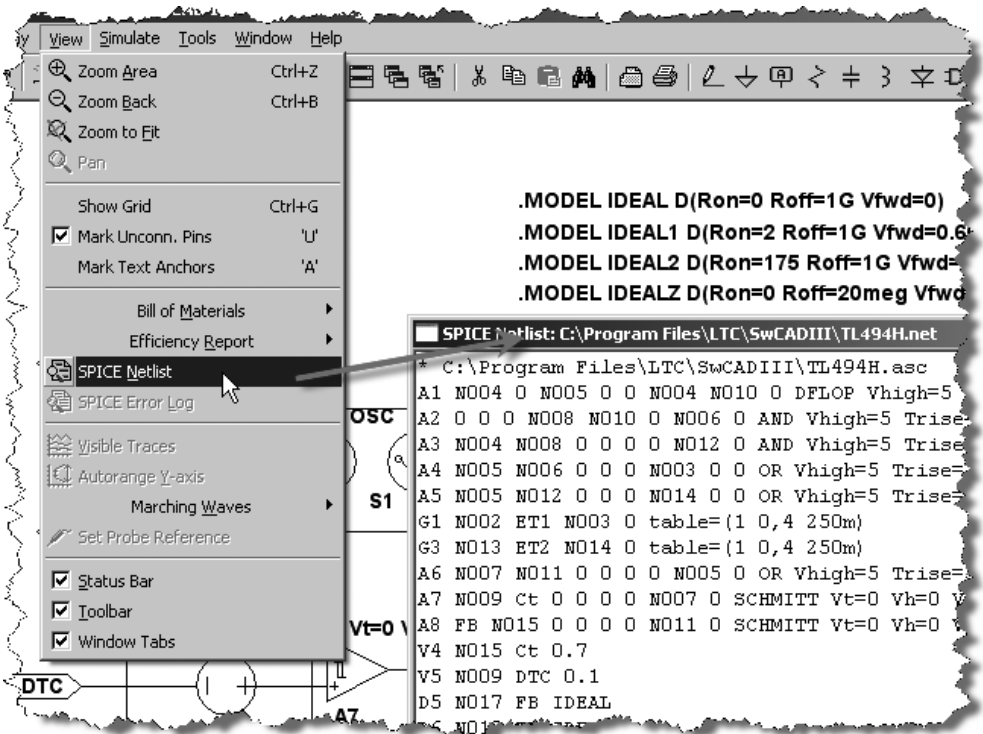 View Simulate Tools Window Help
Zoom Area Ctrl+Z
Zoom Back Ctrl+B
Zoom to Fit
Pan
Show Grid Ctrl+G
Mark Unconn. Pins 'U'
Mark Text Anchors 'A'
Bill of Materials
Efficiency Report
SPICE Netlist
SPICE Error Log
Visible Traces
Autorange Y-axis
Marching Waves
Set Probe Reference
Status Bar
Toolbar
Window Tabs
.MODEL IDEAL D(Ron=0 Roff=1G Vfwd=0)
.MODEL IDEAL1 D(Ron=2 Roff=1G Vfwd=0.6
.MODEL IDEAL2 D(Ron=175 Roff=1G Vfwd=
.MODEL IDEALZ D(Ron=0 Roff=20meg Vfwd
SPICE Netlist: C:\Program Files\LTC\SwCADIII\TL494H.net
* C:\Program Files\LTC\SwCADIII\TL494H.asc
A1 N004 0 N005 0 0 N004 N010 0 DFLOP Vhigh=5
A2 0 0 0 N008 N010 0 N006 0 AND Vhigh=5 Trise=
A3 N004 N008 0 0 0 0 N012 0 AND Vhigh=5 Trise=
A4 N005 N006 0 0 0 N003 0 0 OR Vhigh=5 Trise=
A5 N005 N012 0 0 0 N014 0 0 OR Vhigh=5 Trise=
G1 N002 ET1 N003 0 table=(1 0,4 250m)
G3 N013 ET2 N014 0 table=(1 0,4 250m)
A6 N007 N011 0 0 0 0 N005 0 OR Vhigh=5 Trise=
A7 N009 Ct 0 0 0 0 N007 0 SCHMITT Vt=0 Vh=0 V
A8 FB N015 0 0 0 0 N011 0 SCHMITT Vt=0 Vh=0
V4 N015 Ct 0.7
V5 N009 DTC 0.1
D5 N017 FB IDEAL
OSC
S1
Vt=0
DTC
A7